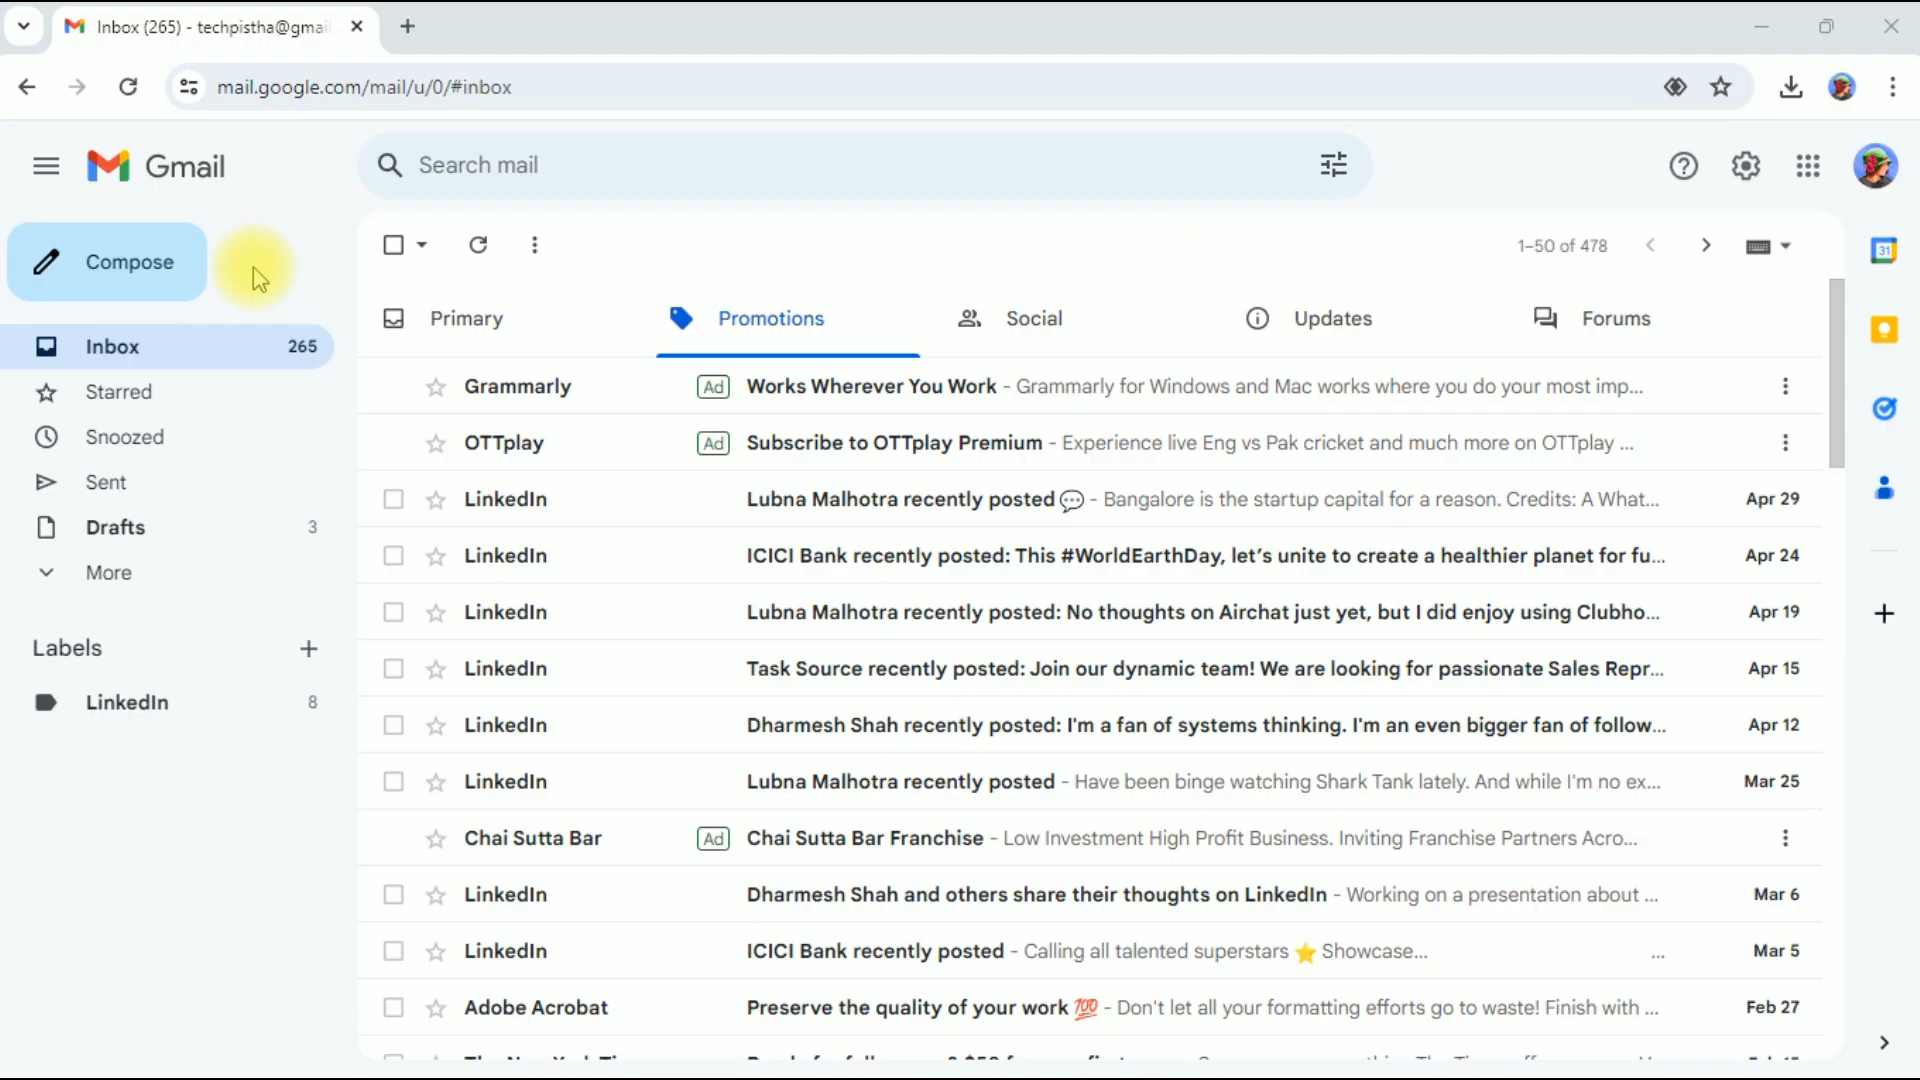 Inbox (265) - techpistha@gmai
mail.google.com/mail/u/0/#inbox
Gmail
Search mail
Compose
1–50 of 478
Inbox 265
Starred
Snoozed
Sent
Drafts 3
More
Labels
LinkedIn 8
Primary Promotions Social Updates Forums
Grammarly Ad Works Wherever You Work - Grammarly for Windows and Mac works where you do your most imp...
OTTplay Ad Subscribe to OTTplay Premium - Experience live Eng vs Pak cricket and much more on OTTplay ...
LinkedIn Lubna Malhotra recently posted 💬 - Bangalore is the startup capital for a reason. Credits: A What... Apr 29
LinkedIn ICICI Bank recently posted: This #WorldEarthDay, let’s unite to create a healthier planet for fu... Apr 24
LinkedIn Lubna Malhotra recently posted: No thoughts on Airchat just yet, but I did enjoy using Clubho... Apr 19
LinkedIn Task Source recently posted: Join our dynamic team! We are looking for passionate Sales Repr... Apr 15
LinkedIn Dharmesh Shah recently posted: I'm a fan of systems thinking. I'm an even bigger fan of follow... Apr 12
LinkedIn Lubna Malhotra recently posted - Have been binge watching Shark Tank lately. And while I'm no ex... Mar 25
Chai Sutta Bar Ad Chai Sutta Bar Franchise - Low Investment High Profit Business. Inviting Franchise Partners Acro...
LinkedIn Dharmesh Shah and others share their thoughts on LinkedIn - Working on a presentation about ... Mar 6
LinkedIn ICICI Bank recently posted - Calling all talented superstars ⭐ Showcase... ... Mar 5
Adobe Acrobat Preserve the quality of your work 💯 - Don't let all your formatting efforts go to waste! Finish with ... Feb 27
31